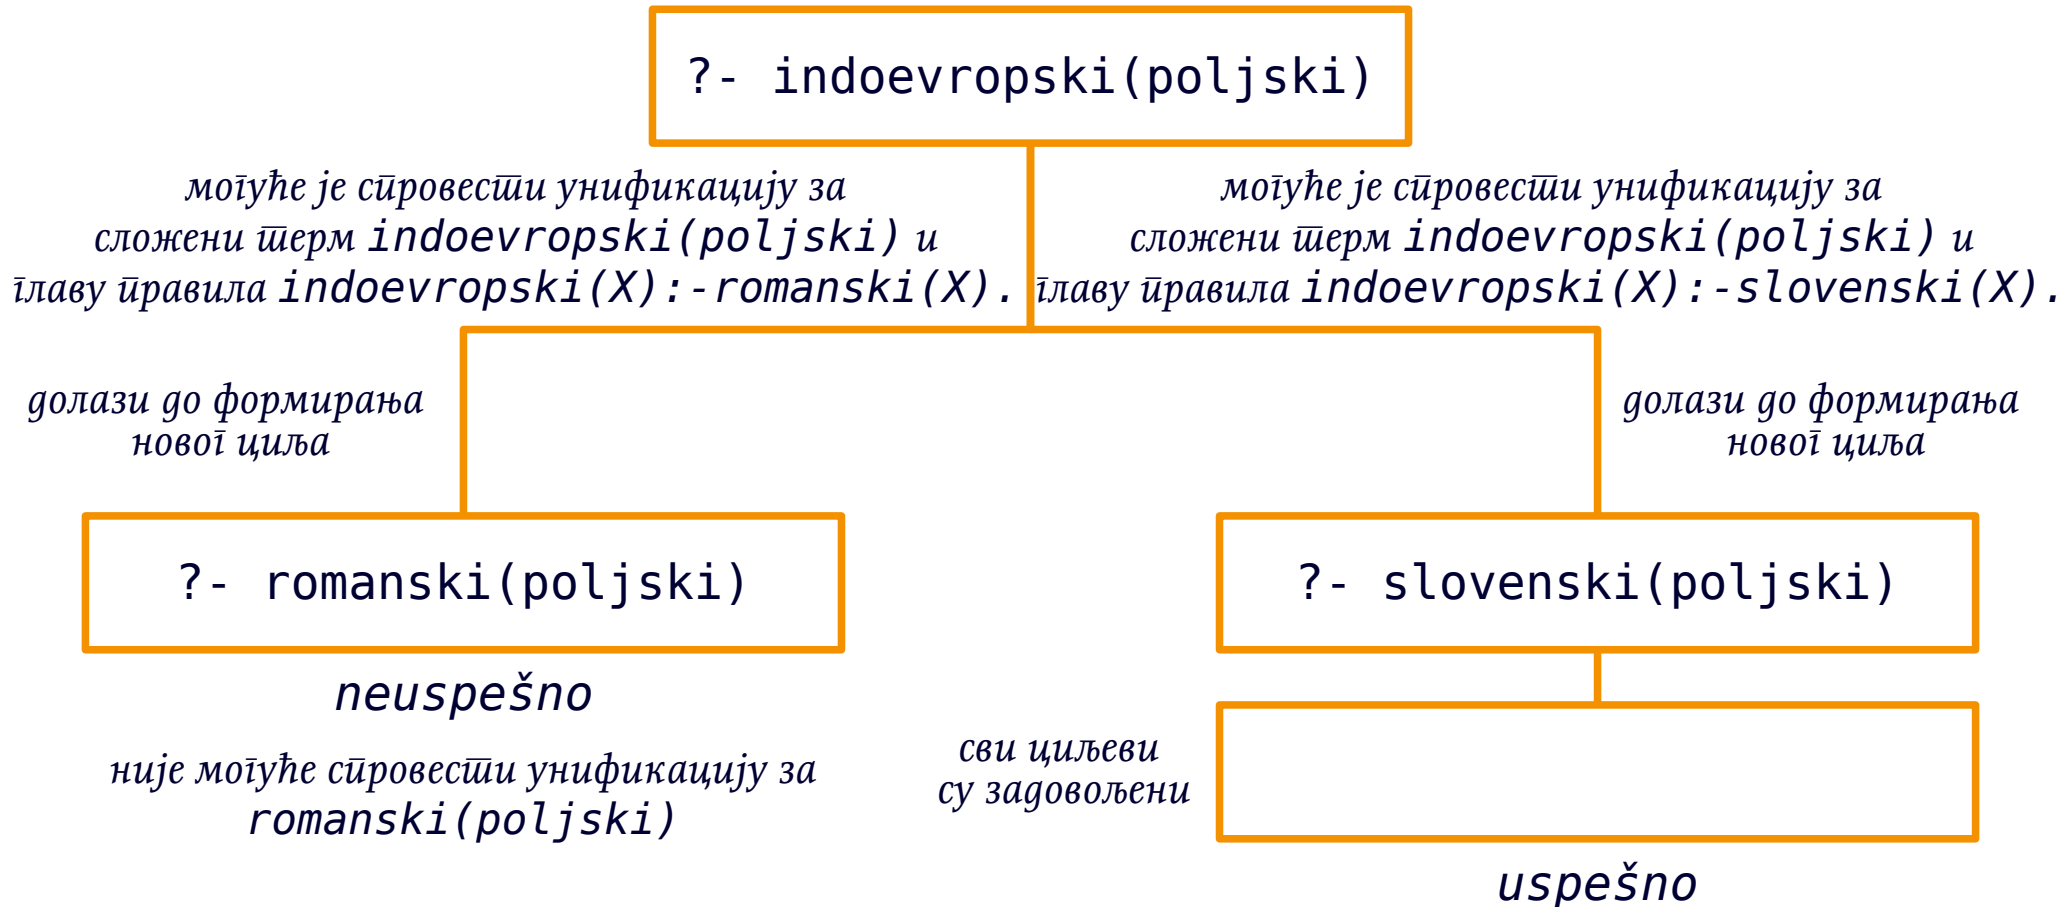 ?- indoevropski(poljski)
могуће је спровести унификацију за
сложени терм indoevropski(poljski) и
главу правила indoevropski(X):-romanski(X).
могуће је спровести унификацију за
сложени терм indoevropski(poljski) и
главу правила indoevropski(X):-slovenski(X).
долази до формирања
новог циља
долази до формирања
новог циља
?- romanski(poljski)
?- slovenski(poljski)
neuspešno
није могуће спровести унификацију за
romanski(poljski)
сви циљеви
су задовољени
uspešno